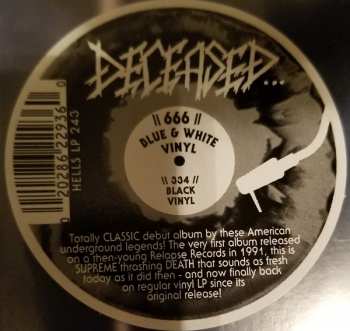 DECEASED...
// 666 //
BLUE & WHITE
VINYL
// 334 //
BLACK
VINYL
0 20286 22936
HELLS LP 243
Totally CLASSIC debut album by these American
underground legends! The very first album released
on a then-young Relapse Records in 1991, this is
SUPREME thrashing DEATH that sounds as fresh
today as it did then - and now finally back
on regular vinyl LP since its
original release!